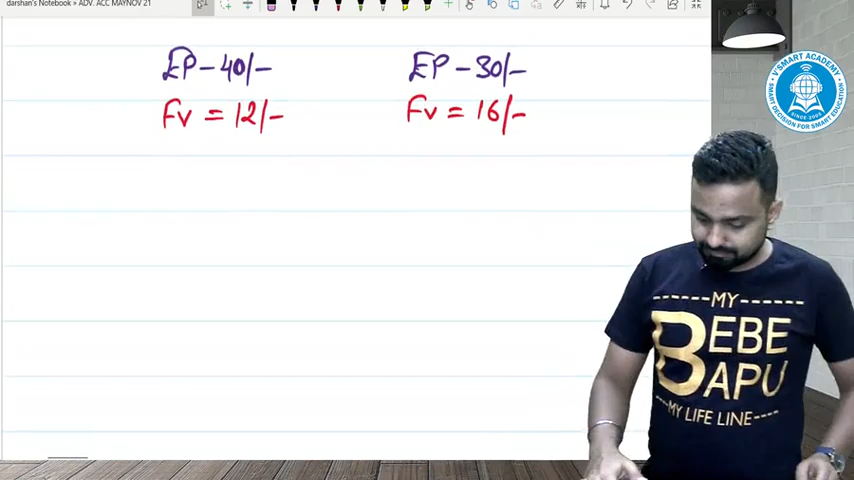 darshan's Notebook » ADV. ACC MAYNOV 21
EP - 40/-
EP - 30/-
Fv = 12/-
Fv = 16/-
V'SMART ACADEMY
SMART DECISION FOR SMART EDUCATION
SINCE-2003
MY
BEBE
BAPU
MY LIFE LINE